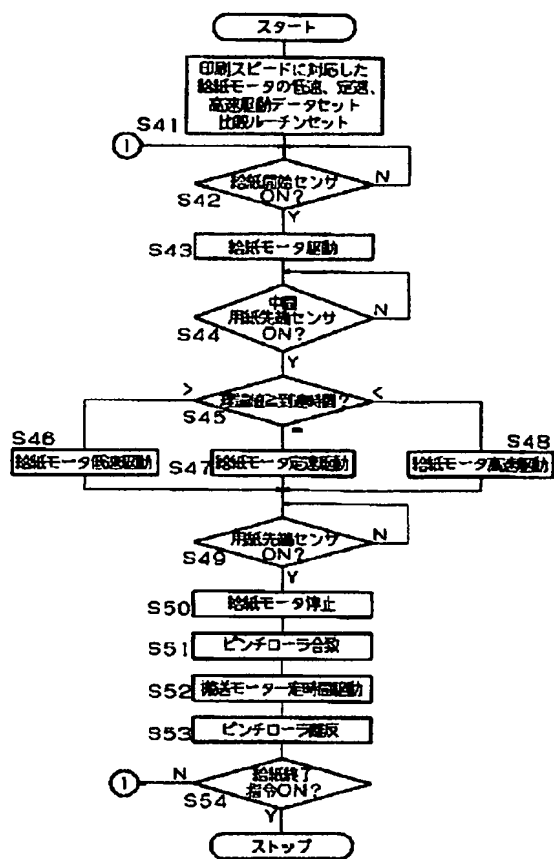 スタート
印刷スピードに対応した
給紙モータの低速、定速、
高速駆動データセット
比較ルーチンセット
S41
1
給紙開始センサ
ON?
N
S42
Y
S43
給紙モータ駆動
中間
用紙先端センサ
ON?
N
S44
Y
>
理論値≧到達時間?
<
S45
=
S46
給紙モータ低速駆動
S47
給紙モータ定速駆動
S48
給紙モータ高速駆動
用紙先端センサ
ON?
N
S49
Y
S50
給紙モータ停止
S51
ピンチローラ合致
S52
搬送モータ一定時間駆動
S53
ピンチローラ離反
1
N
給紙終了
指令ON?
S54
Y
ストップ